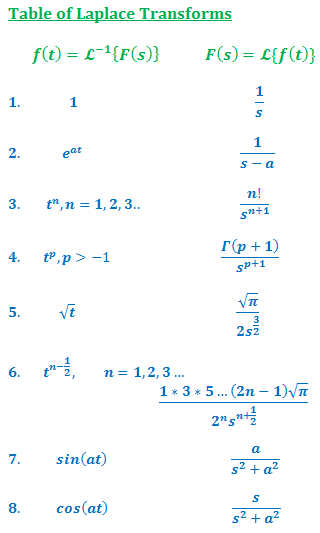 Table of Laplace Transforms
f(t) = ℒ⁻¹{F(s)}    F(s) = ℒ{f(t)}
1.    1    1/s
2.    e^(at)    1/(s − a)
3.    tⁿ, n = 1, 2, 3..    n!/s^(n+1)
4.    t^p, p > −1    Γ(p + 1)/s^(p+1)
5.    √t    √π/(2s^(3/2))
6.    t^(n−1/2),    n = 1, 2, 3 ...
(1 * 3 * 5 ... (2n − 1)√π)/(2ⁿs^(n+1/2))
7.    sin(at)    a/(s² + a²)
8.    cos(at)    s/(s² + a²)